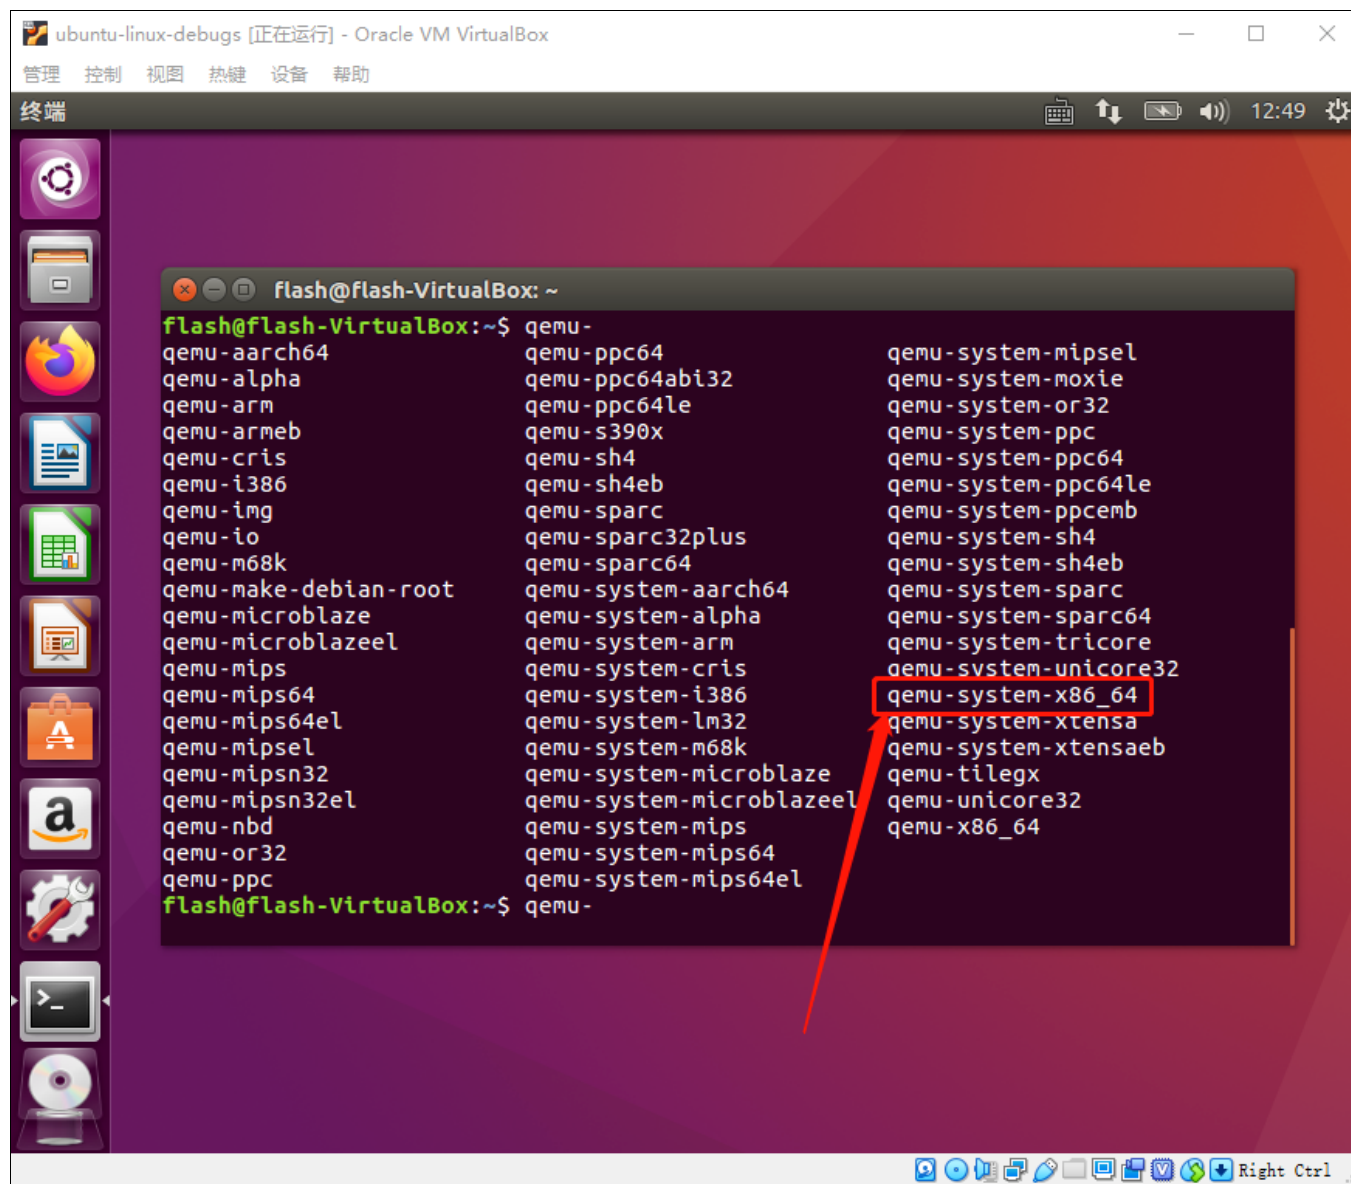 ubuntu-linux-debugs [正在运行] - Oracle VM VirtualBox
管理 控制 视图 热键 设备 帮助
终端 12:49
flash@flash-VirtualBox: ~
flash@flash-VirtualBox:~$ qemu-
qemu-aarch64 qemu-ppc64 qemu-system-mipsel
qemu-alpha qemu-ppc64abi32 qemu-system-moxie
qemu-arm qemu-ppc64le qemu-system-or32
qemu-armeb qemu-s390x qemu-system-ppc
qemu-cris qemu-sh4 qemu-system-ppc64
qemu-i386 qemu-sh4eb qemu-system-ppc64le
qemu-img qemu-sparc qemu-system-ppcemb
qemu-io qemu-sparc32plus qemu-system-sh4
qemu-m68k qemu-sparc64 qemu-system-sh4eb
qemu-make-debian-root qemu-system-aarch64 qemu-system-sparc
qemu-microblaze qemu-system-alpha qemu-system-sparc64
qemu-microblazeel qemu-system-arm qemu-system-tricore
qemu-mips qemu-system-cris qemu-system-unicore32
qemu-mips64 qemu-system-i386 qemu-system-x86_64
qemu-mips64el qemu-system-lm32 qemu-system-xtensa
qemu-mipsel qemu-system-m68k qemu-system-xtensaeb
qemu-mipsn32 qemu-system-microblaze qemu-tilegx
qemu-mipsn32el qemu-system-microblazeel qemu-unicore32
qemu-nbd qemu-system-mips qemu-x86_64
qemu-or32 qemu-system-mips64
qemu-ppc qemu-system-mips64el
flash@flash-VirtualBox:~$ qemu-
Right Ctrl